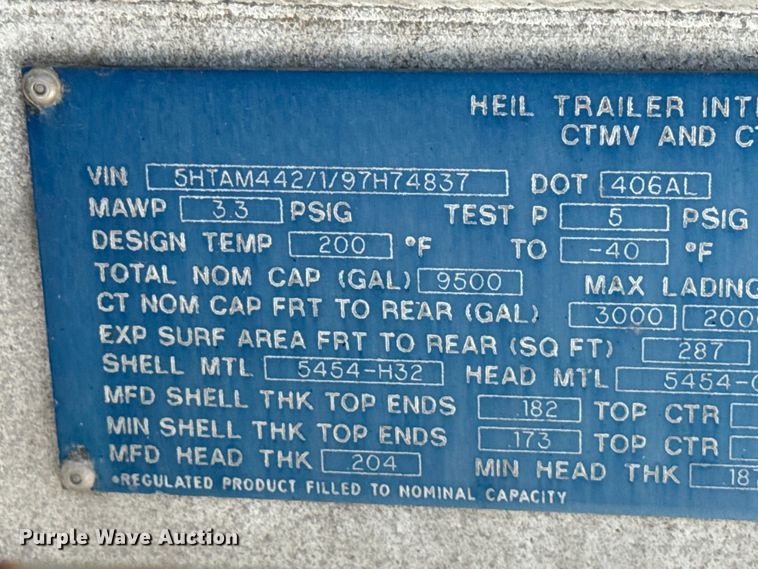 HEIL TRAILER INT
CTMV AND C
VIN 5HTAM442/1/97H74837 DOT 406AL
MAWP 3.3 PSIG TEST P 5 PSIG
DESIGN TEMP 200 °F TO -40 °F
TOTAL NOM CAP (GAL) 9500 MAX LADING
CT NOM CAP FRT TO REAR (GAL) 3000 200
EXP SURF AREA FRT TO REAR (SQ FT) 287
SHELL MTL 5454-H32 HEAD MTL 5454-
MFD SHELL THK TOP ENDS .182 TOP CTR
MIN SHELL THK TOP ENDS .173 TOP CTR
MFD HEAD THK .204 MIN HEAD THK .187
*REGULATED PRODUCT FILLED TO NOMINAL CAPACITY
Purple Wave Auction